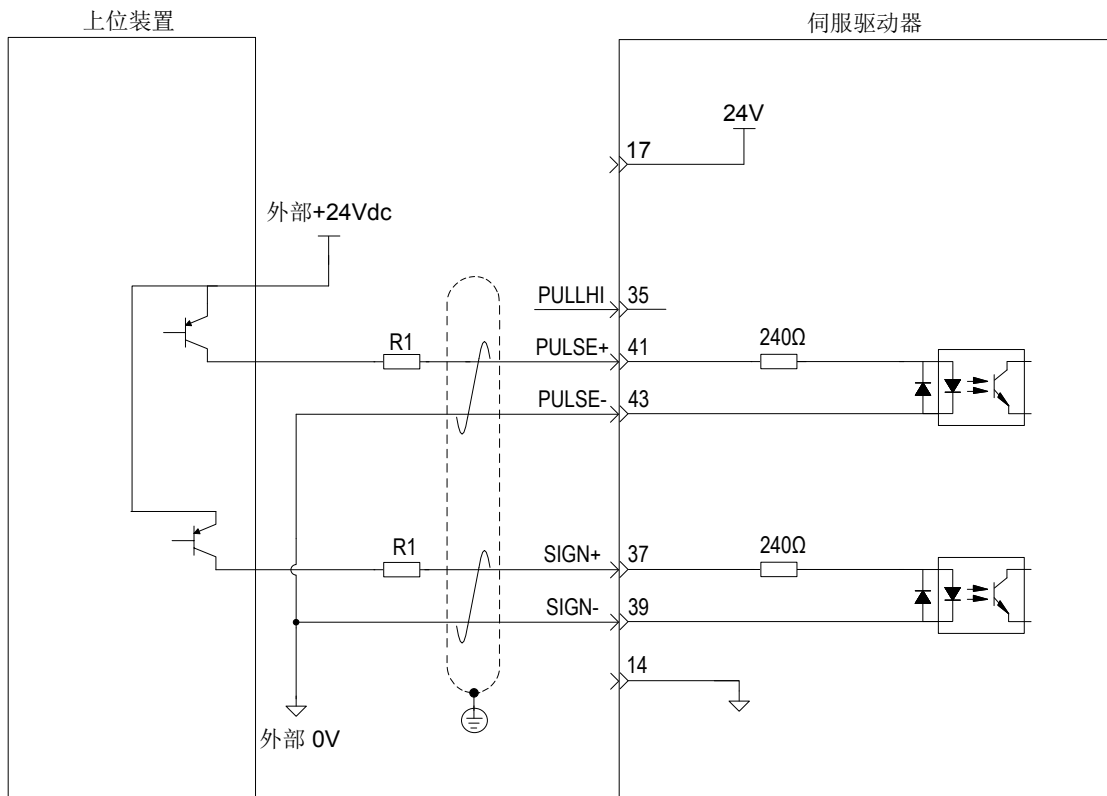 上位装置
伺服驱动器
24V
17
外部+24Vdc
PULLHI 35
R1 PULSE+ 41 240Ω
PULSE- 43
R1 SIGN+ 37 240Ω
SIGN- 39
14
外部 0V